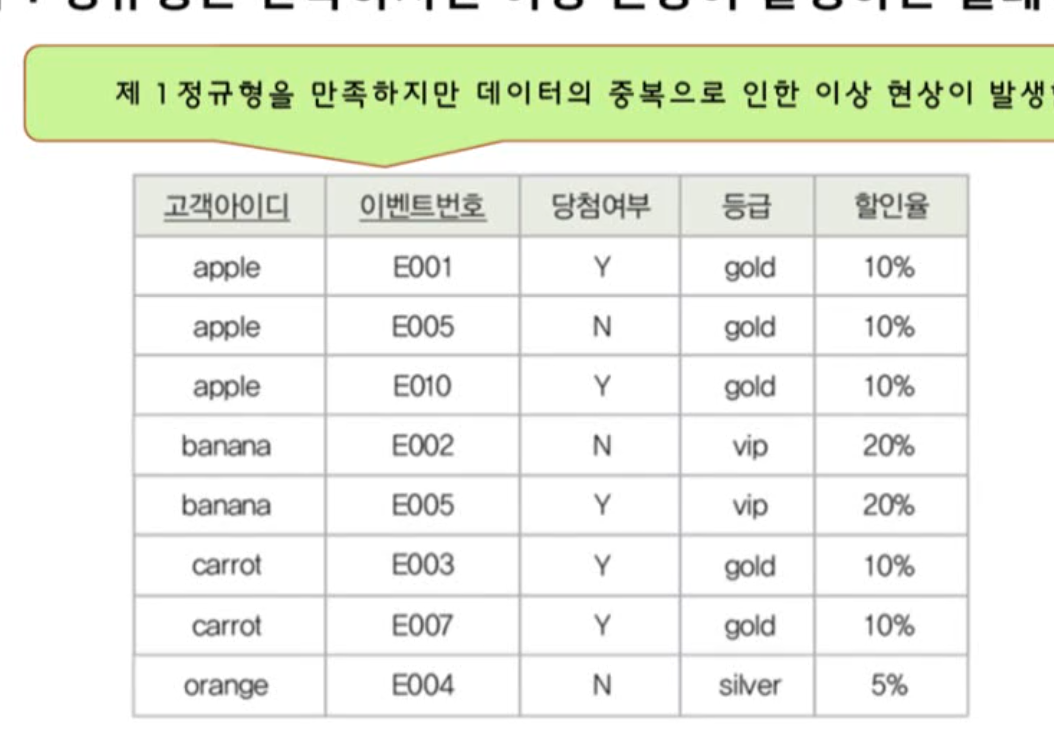 제 1정규형을 만족하지만 데이터의 중복으로 인한 이상 현상이 발생
고객아이디 이벤트번호 당첨여부 등급 할인율
apple E001 Y gold 10%
apple E005 N gold 10%
apple E010 Y gold 10%
banana E002 N vip 20%
banana E005 Y vip 20%
carrot E003 Y gold 10%
carrot E007 Y gold 10%
orange E004 N silver 5%